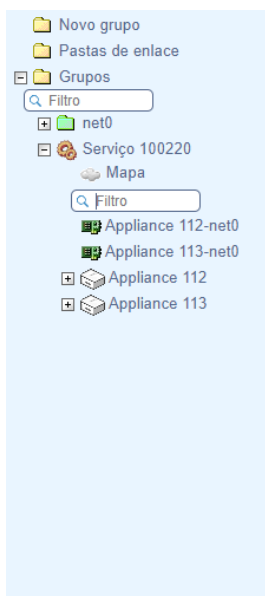 Novo grupo
Pastas de enlace
Grupos
Filtro
net0
Serviço 100220
Mapa
Filtro
Appliance 112-net0
Appliance 113-net0
Appliance 112
Appliance 113